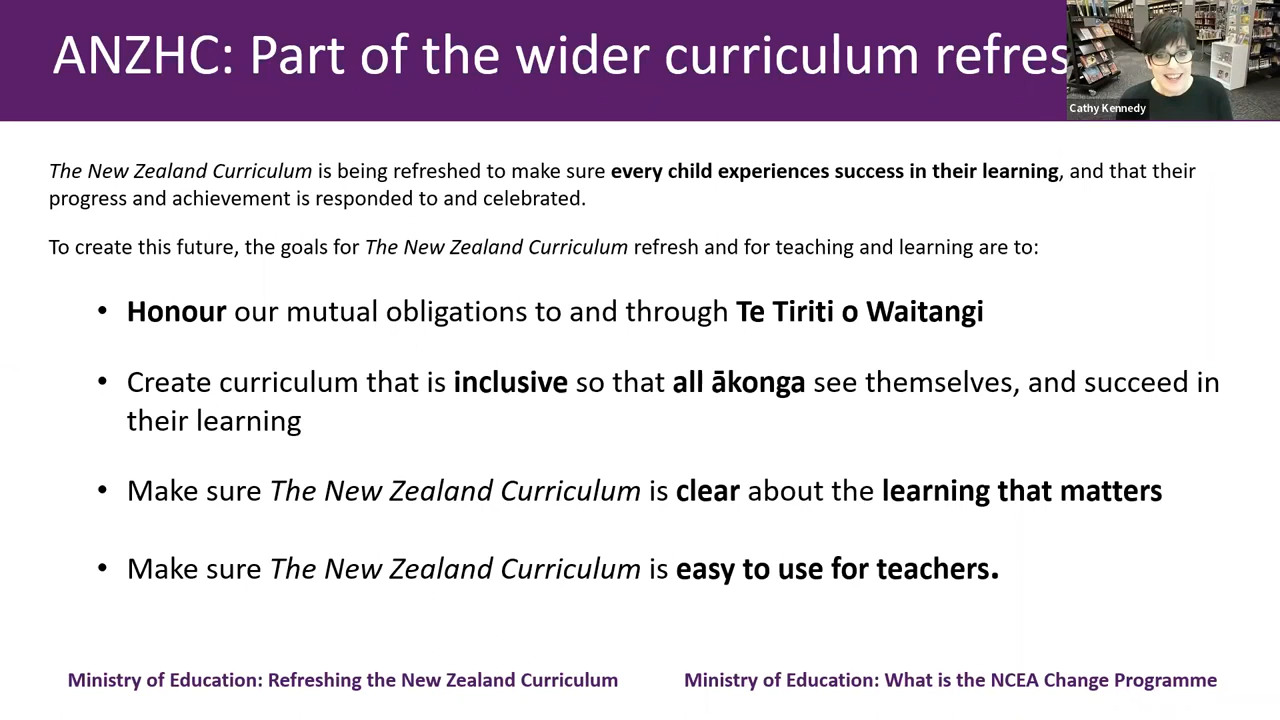 ANZHC: Part of the wider curriculum refres
Cathy Kennedy
The New Zealand Curriculum is being refreshed to make sure every child experiences success in their learning, and that their
progress and achievement is responded to and celebrated.
To create this future, the goals for The New Zealand Curriculum refresh and for teaching and learning are to:
• Honour our mutual obligations to and through Te Tiriti o Waitangi
• Create curriculum that is inclusive so that all ākonga see themselves, and succeed in
their learning
• Make sure The New Zealand Curriculum is clear about the learning that matters
• Make sure The New Zealand Curriculum is easy to use for teachers.
Ministry of Education: Refreshing the New Zealand Curriculum
Ministry of Education: What is the NCEA Change Programme